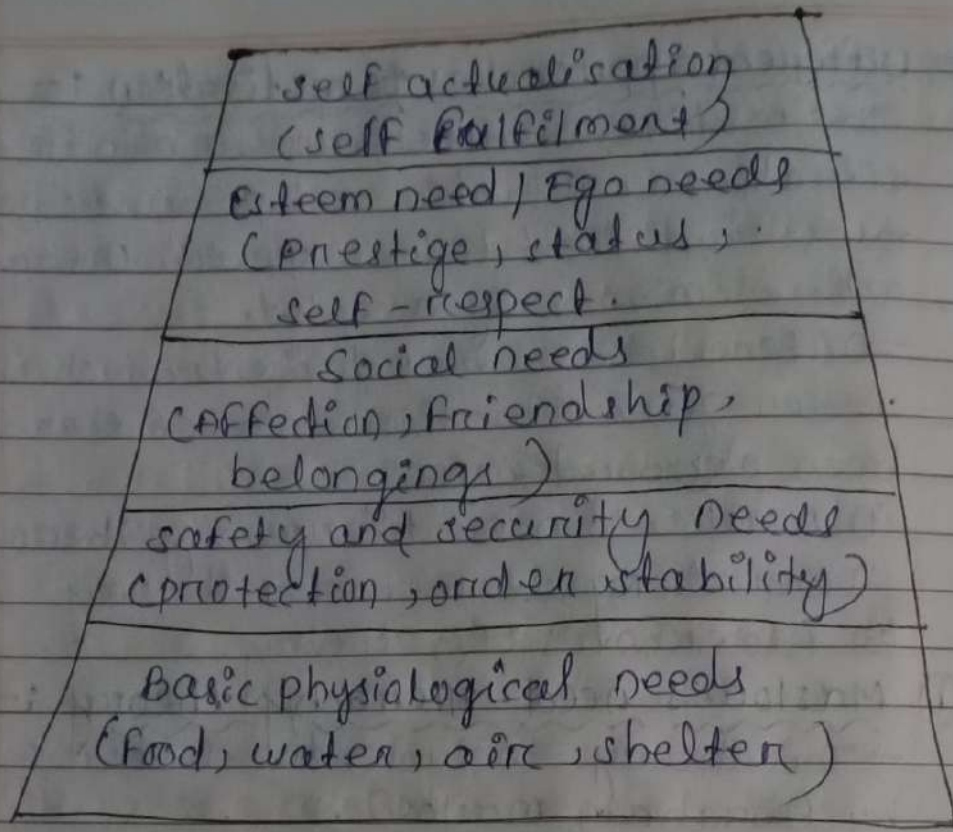 self actualisation
(self fulfilment)
Esteem need / Ego needs
(prestige, status,
self-respect.
Social needs
(Affection, friendship,
belongings)
safety and security needs
(protection, order, stability)
Basic physiological needs
(food, water, air, shelter)